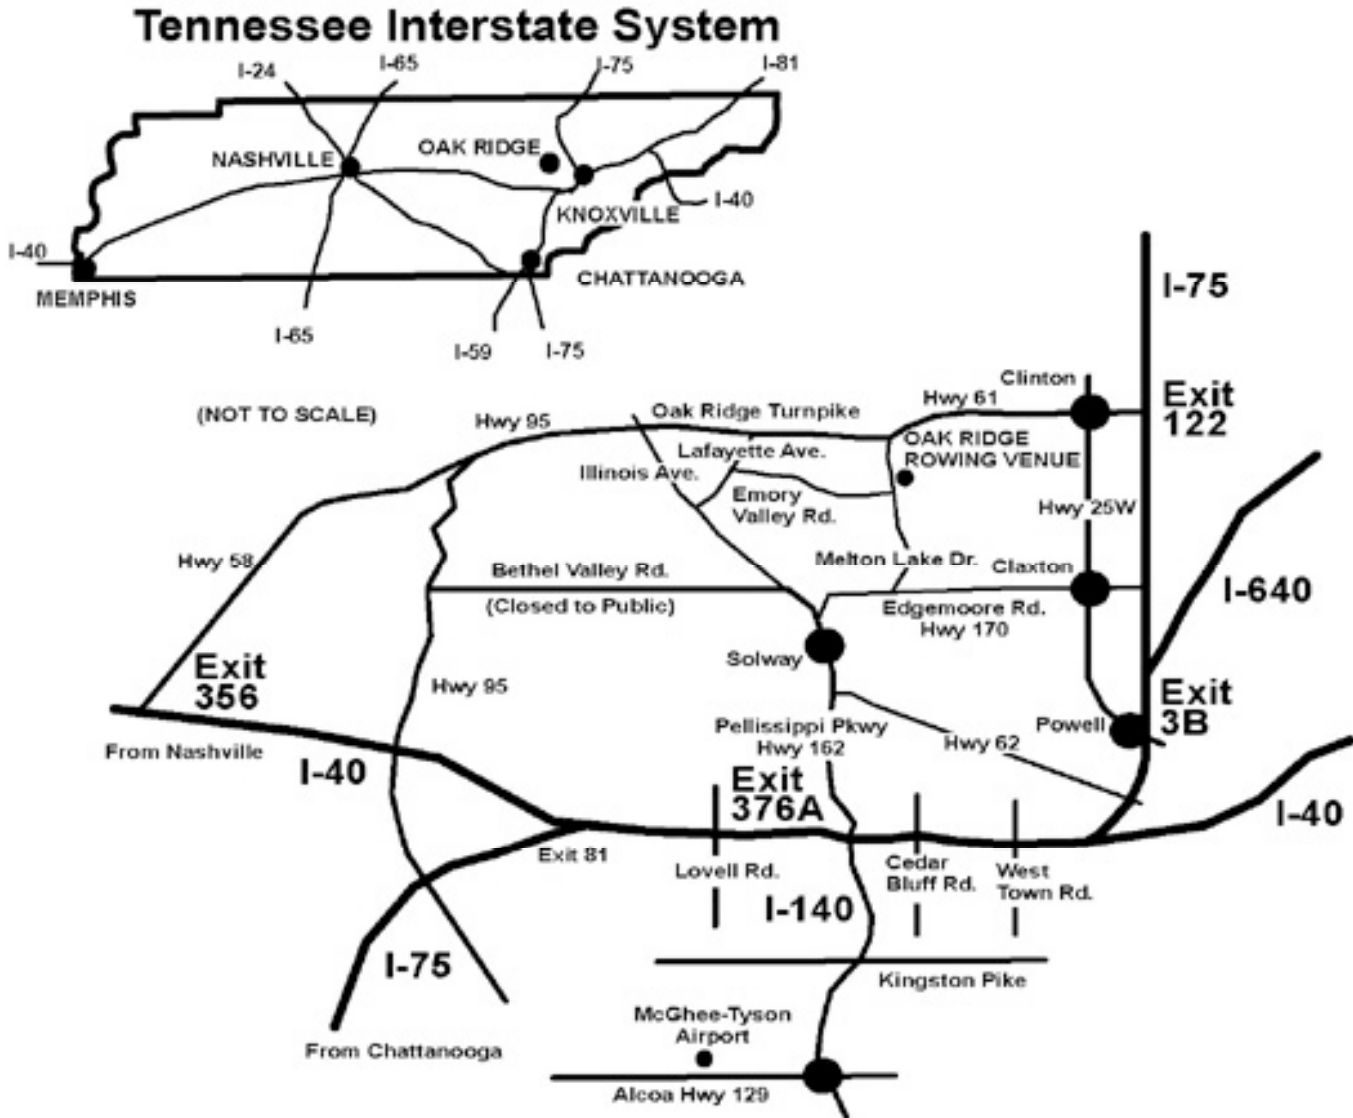 Tennessee Interstate System
I-24
I-65
I-75
I-81
NASHVILLE
OAK RIDGE
KNOXVILLE
I-40
I-40
MEMPHIS
CHATTANOOGA
I-65
I-59
I-75
(NOT TO SCALE)
I-75
Clinton
Exit
122
Hwy 61
Oak Ridge Turnpike
Hwy 95
OAK RIDGE
ROWING VENUE
Lafayette Ave.
Illinois Ave.
Emory
Valley Rd.
Hwy 25W
Hwy 58
Melton Lake Dr.
Claxton
Bethel Valley Rd.
(Closed to Public)
Edgemoore Rd.
Hwy 170
I-640
Solway
Exit
356
Hwy 95
Exit
3B
Powell
Pellissippi Pkwy
Hwy 162
Hwy 62
From Nashville
I-40
Exit
376A
I-40
Exit 81
Lovell Rd.
Cedar
Bluff Rd.
West
Town Rd.
I-140
I-75
Kingston Pike
McGhee-Tyson
Airport
From Chattanooga
Alcoa Hwy 129